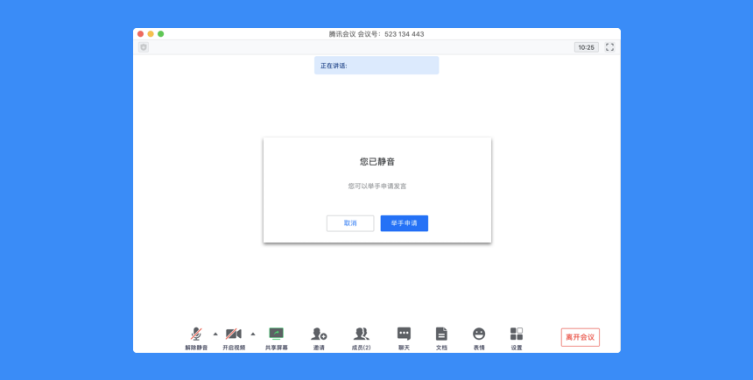 腾讯会议 会议号：523 134 443
10:25
正在讲话:
您已静音
您可以举手申请发言
取消
举手申请
解除静音
开启视频
共享屏幕
邀请
成员(2)
聊天
文档
表情
设置
离开会议